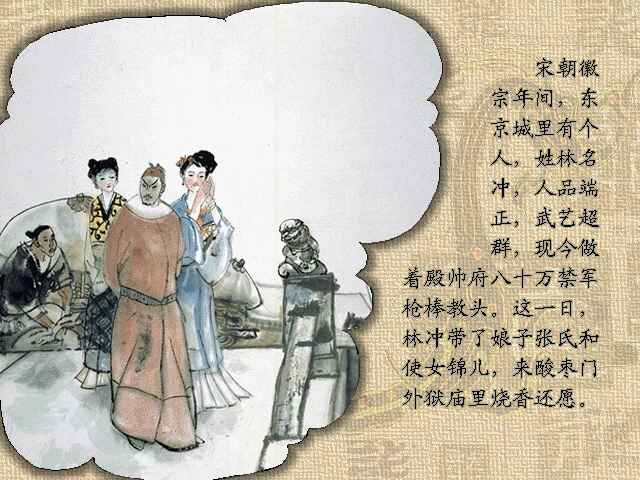 宋朝徽
宗年间，东
京城里有个
人，姓林名
冲，人品端
正，武艺超
群，现今做
着殿帅府八十万禁军
枪棒教头。这一日，
林冲带了娘子张氏和
使女锦儿，来酸枣门
外狱庙里烧香还愿。